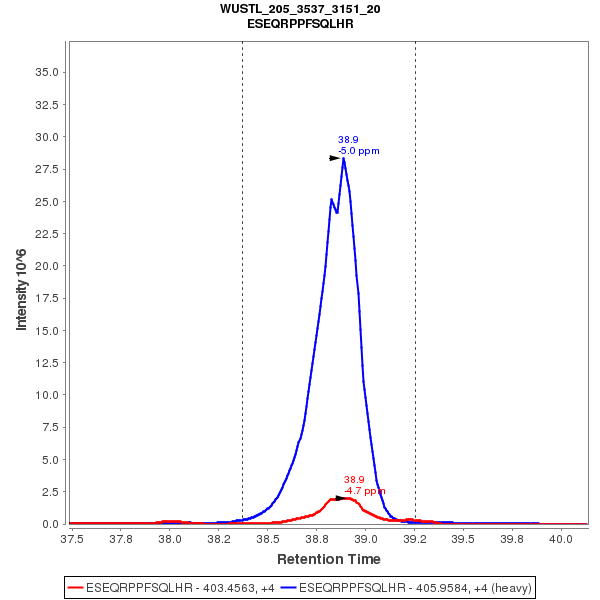 WUSTL_205_3537_3151_20
ESEQRPPFSQLHR
Intensity 10^6
35.0
32.5
30.0
27.5
25.0
22.5
20.0
17.5
15.0
12.5
10.0
7.5
5.0
2.5
0.0
38.9
-5.0 ppm
38.9
-4.7 ppm
37.5 37.8 38.0 38.2 38.5 38.8 39.0 39.2 39.5 39.8 40.0
Retention Time
ESEQRPPFSQLHR - 403.4563, +4 ESEQRPPFSQLHR - 405.9584, +4 (heavy)